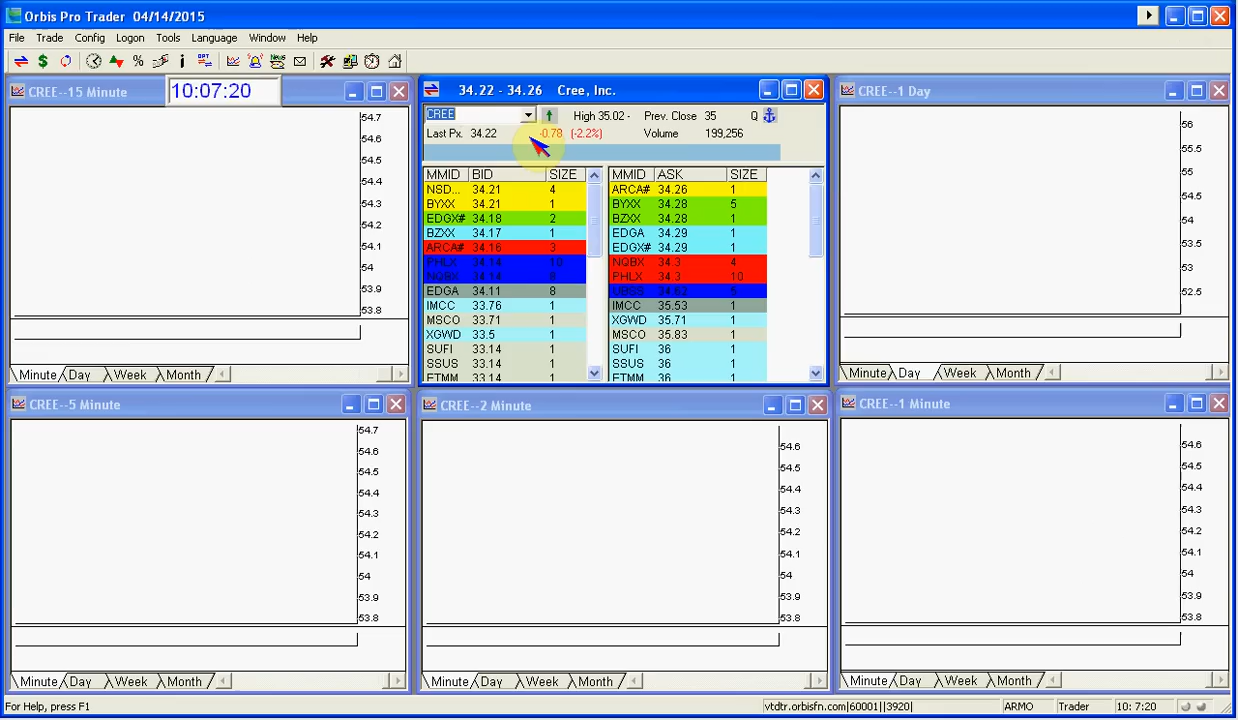 Orbis Pro Trader 04/14/2015
File Trade Config Logon Tools Language Window Help
CREE--15 Minute
10:07:20
54.7
54.6
54.5
54.4
54.3
54.2
54.1
54
53.9
53.8
Minute Day Week Month
34.22 - 34.26 Cree, Inc.
CREE High 35.02 - Prev. Close 35 Q
Last Px. 34.22 -0.78 (-2.2%) Volume 199,256
MMID BID SIZE MMID ASK SIZE
NSD... 34.21 4 ARCA# 34.26 1
BYXX 34.21 1 BYXX 34.28 5
EDGX# 34.18 2 BZXX 34.28 1
BZXX 34.17 1 EDGA 34.29 1
ARCA# 34.16 3 EDGX# 34.29 1
PHLX 34.14 10 NQBX 34.3 4
NQBX 34.14 8 PHLX 34.3 10
EDGA 34.11 8 UBSS 34.62 5
IMCC 33.76 1 IMCC 35.53 1
MSCO 33.71 1 XGWD 35.71 1
XGWD 33.5 1 MSCO 35.83 1
SUFI 33.14 1 SUFI 36 1
SSUS 33.14 1 SSUS 36 1
ETMM 33.14 1 ETMM 36 1
CREE--1 Day
56
55.5
55
54.5
54
53.5
53
52.5
Minute Day Week Month
CREE--5 Minute
54.7
54.6
54.5
54.4
54.3
54.2
54.1
54
53.9
53.8
Minute Day Week Month
CREE--2 Minute
54.6
54.5
54.4
54.3
54.2
54.1
54
53.9
53.8
Minute Day Week Month
CREE--1 Minute
54.6
54.5
54.4
54.3
54.2
54.1
54
53.9
53.8
Minute Day Week Month
For Help, press F1 vtdtr.orbisfn.com|60001||3920| ARMO Trader 10: 7:20